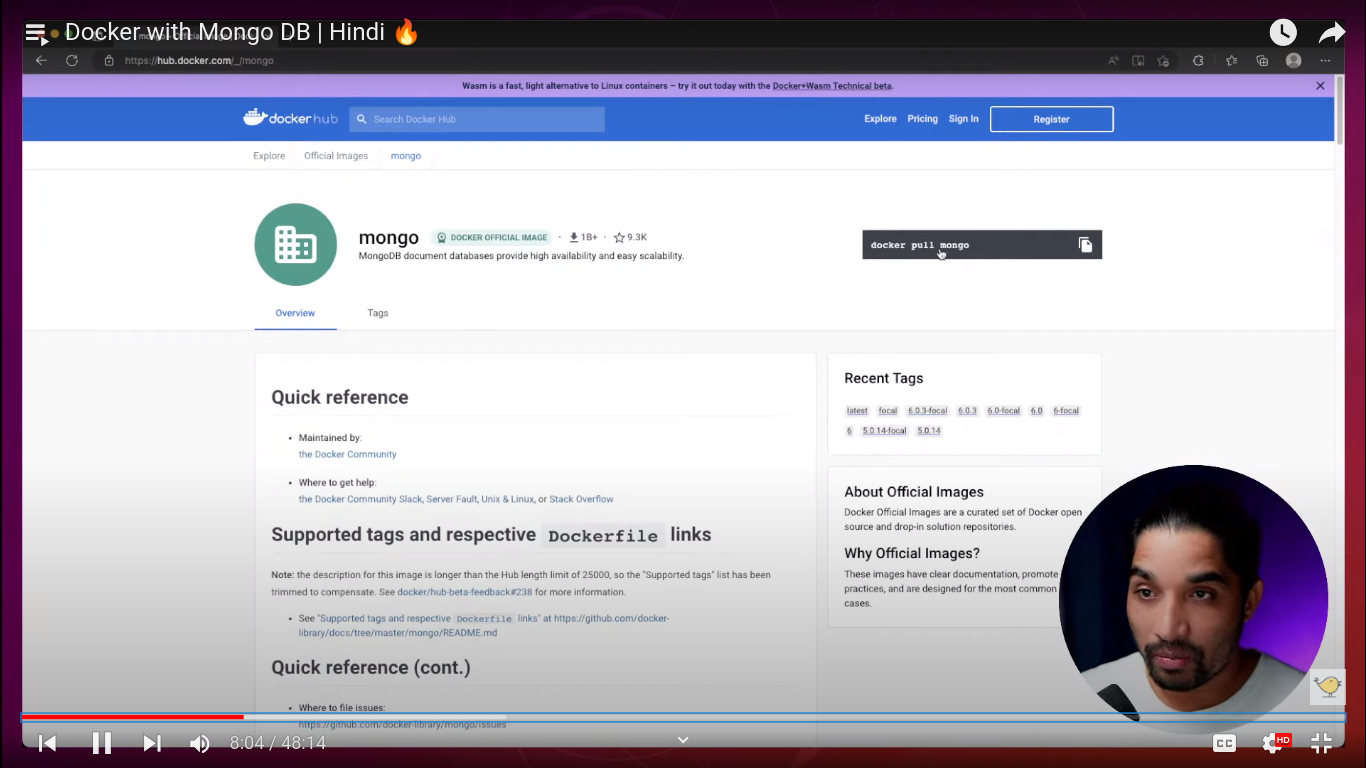 Docker with Mongo DB | Hindi 🔥
https://hub.docker.com/_/mongo
Wasm is a fast, light alternative to Linux containers – try it out today with the Docker+Wasm Technical beta.
docker hub
Search Docker Hub
Explore
Pricing
Sign In
Register
Explore
Official Images
mongo
mongo
DOCKER OFFICIAL IMAGE
· 1B+ · 9.3K
MongoDB document databases provide high availability and easy scalability.
docker pull mongo
Overview
Tags
Quick reference
• Maintained by:
the Docker Community
• Where to get help:
the Docker Community Slack, Server Fault, Unix & Linux, or Stack Overflow
Supported tags and respective Dockerfile links
Note: the description for this image is longer than the Hub length limit of 25000, so the "Supported tags" list has been
trimmed to compensate. See docker/hub-beta-feedback#238 for more information.
• See "Supported tags and respective Dockerfile links" at https://github.com/docker-
library/docs/tree/master/mongo/README.md
Quick reference (cont.)
• Where to file issues:
https://github.com/docker-library/mongo/issues
Recent Tags
latest focal 6.0.3-focal 6.0.3 6.0-focal 6.0 6-focal
6 5.0.14-focal 5.0.14
About Official Images
Docker Official Images are a curated set of Docker open
source and drop-in solution repositories.
Why Official Images?
These images have clear documentation, promote
practices, and are designed for the most common
cases.
8:04 / 48:14
CC
HD